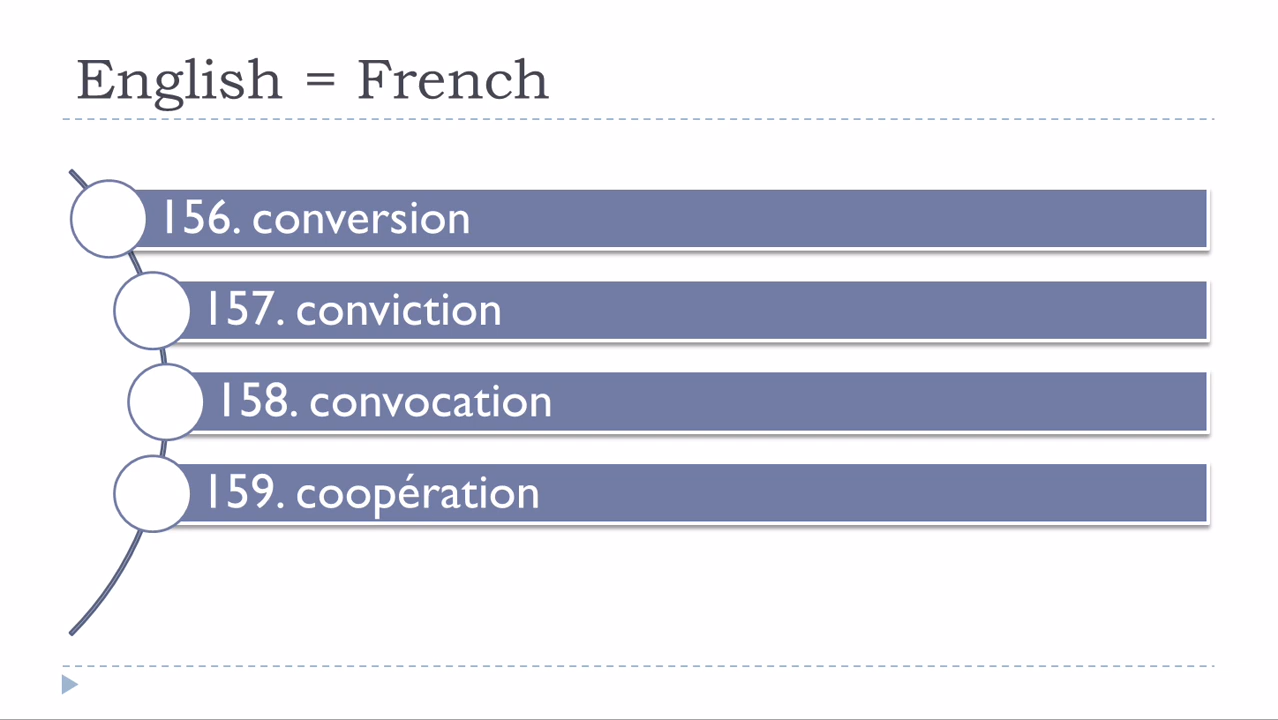 English = French
156. conversion
157. conviction
158. convocation
159. coopération